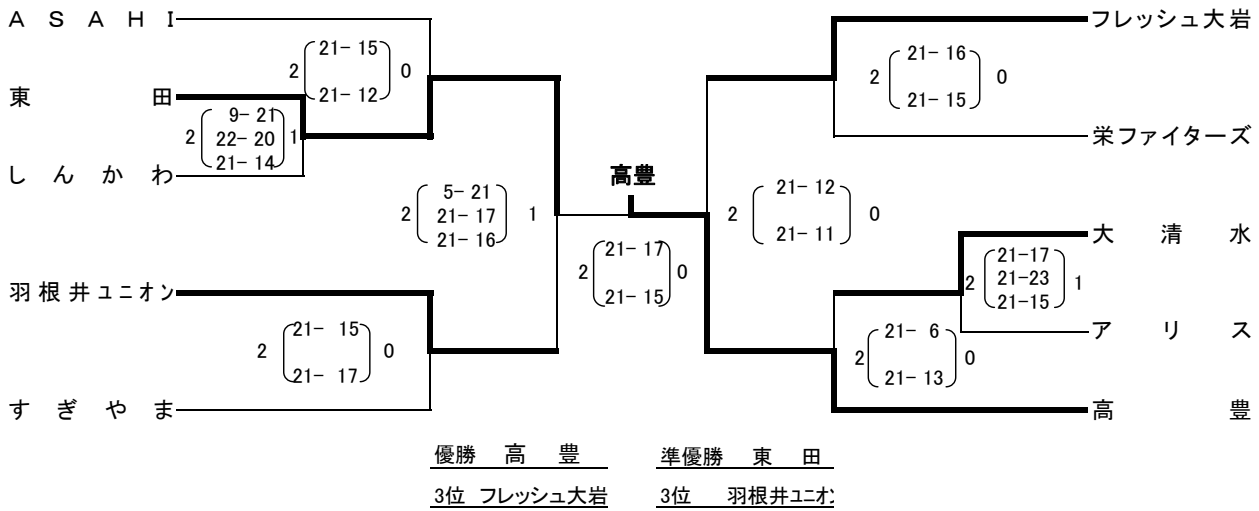 ASAHI
フレッシュ大岩
21- 15
2 0
21- 12
21- 16
2 0
21- 15
東田
9- 21
2 22- 20 1
21- 14
栄ファイターズ
しんかわ
高豊
5- 21
2 21- 17 1
21- 16
21- 12
2 0
21- 11
大清水
21- 17
2 0
21- 15
21-17
2 21-23 1
21-15
羽根井ユニオン
アリス
21- 15
2 0
21- 17
21- 6
2 0
21- 13
すぎやま
高豊
優勝 高豊 準優勝 東田
3位 フレッシュ大岩 3位 羽根井ユニオン